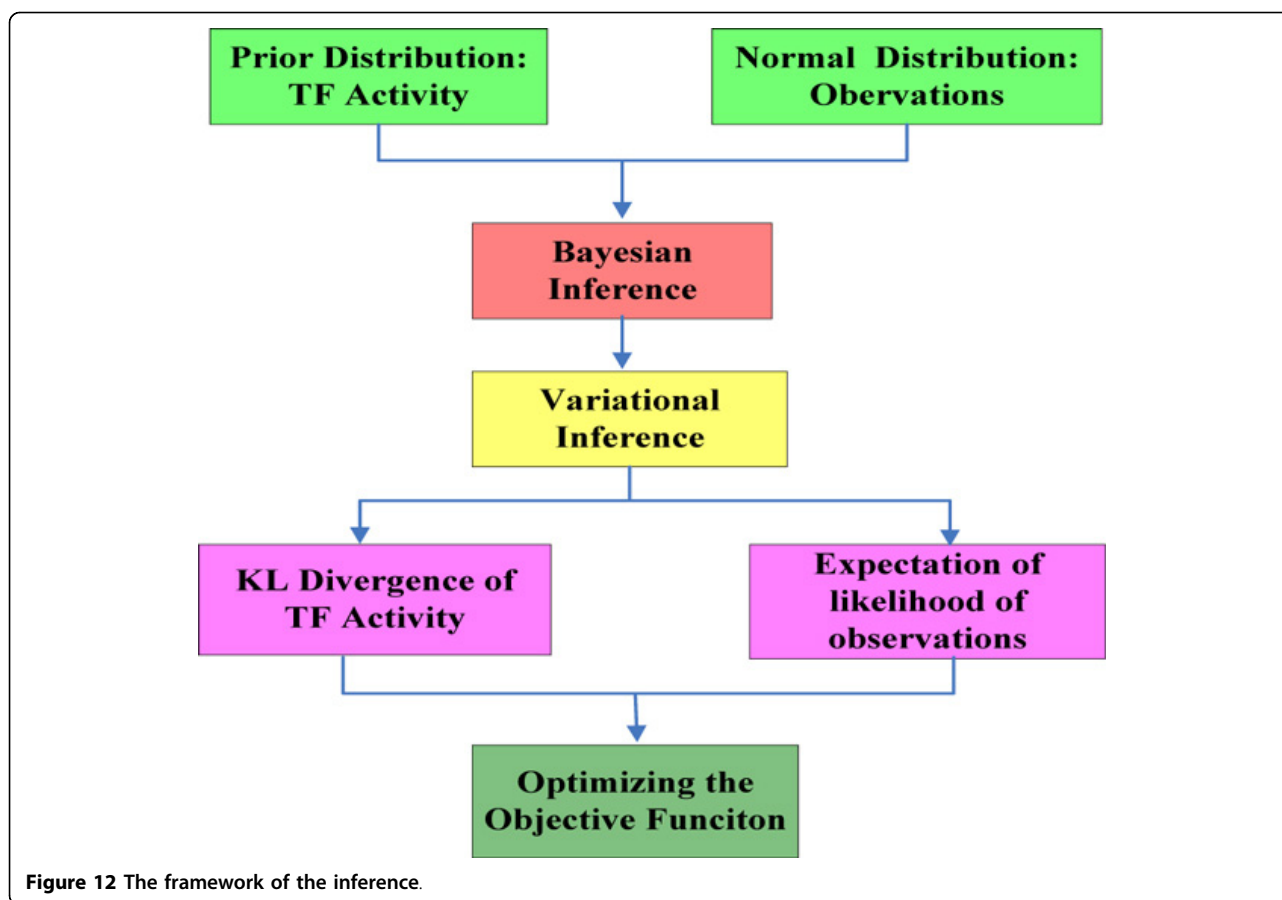 Prior Distribution:
TF Activity
Normal Distribution:
Obervations
Bayesian
Inference
Variational
Inference
KL Divergence of
TF Activity
Expectation of
likelihood of
observations
Optimizing the
Objective Funciton
Figure 12 The framework of the inference.